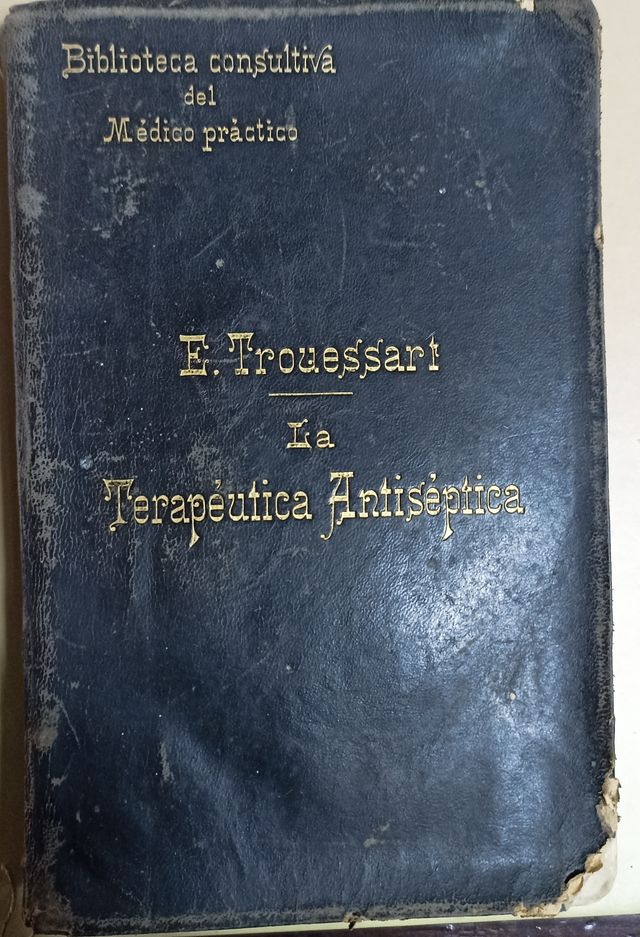 Biblioteca consultiva
del
Médico práctico
E. Trouessart
La
Terapéutica Antiséptica